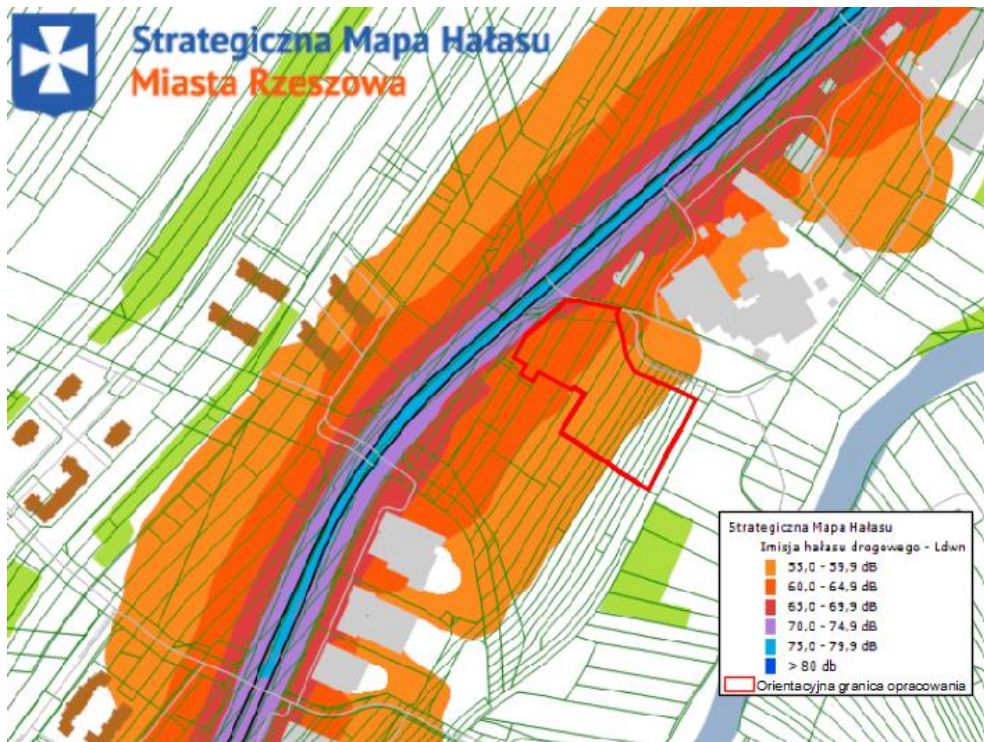 Strategiczna Mapa Hałasu
Miasta Rzeszowa
Strategiczna Mapa Hałasu
Imisja hałasu drogowego - Ldwn
55,0 - 59,9 dB
60,0 - 64,9 dB
65,0 - 69,9 dB
70,0 - 74,9 dB
75,0 - 79,9 dB
> 80 db
Orientacyjna granica opracowania